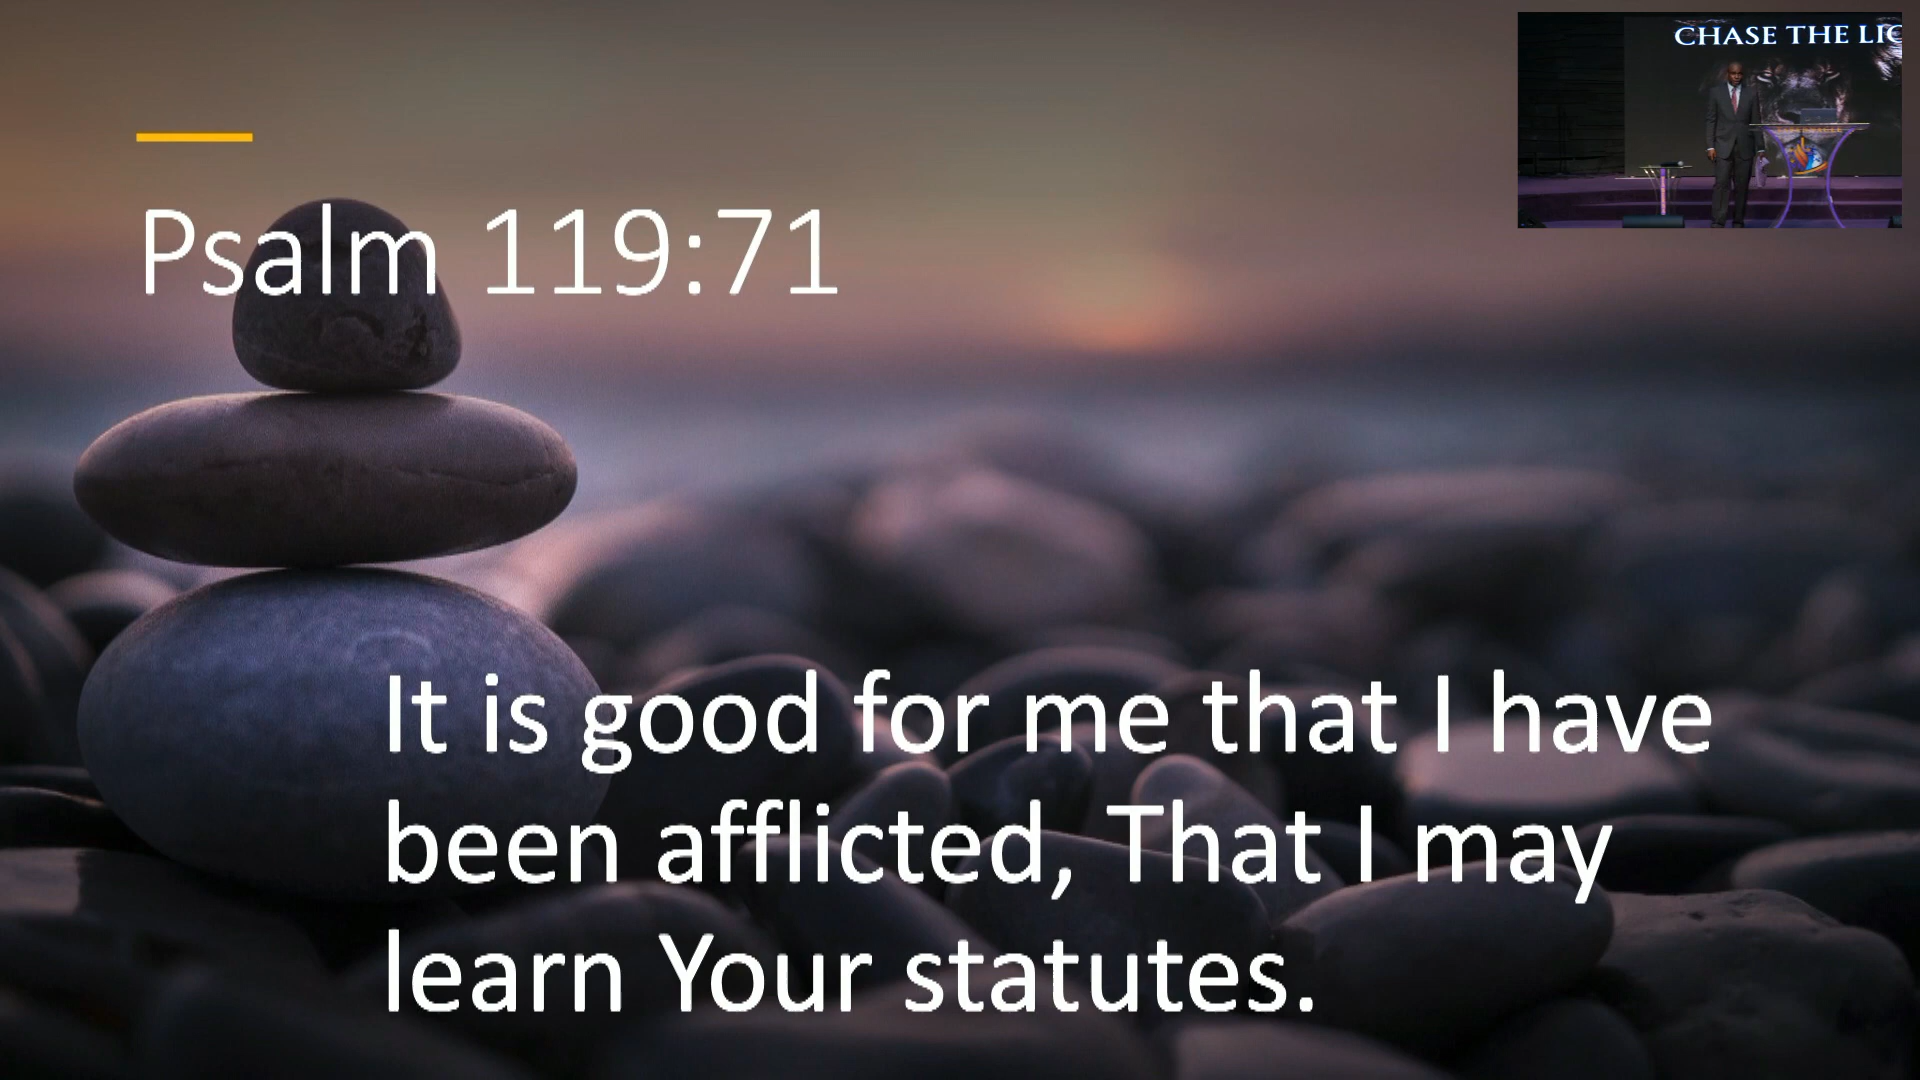 CHASE THE LIO
Psalm 119:71
It is good for me that I have
been afflicted, That I may
learn Your statutes.